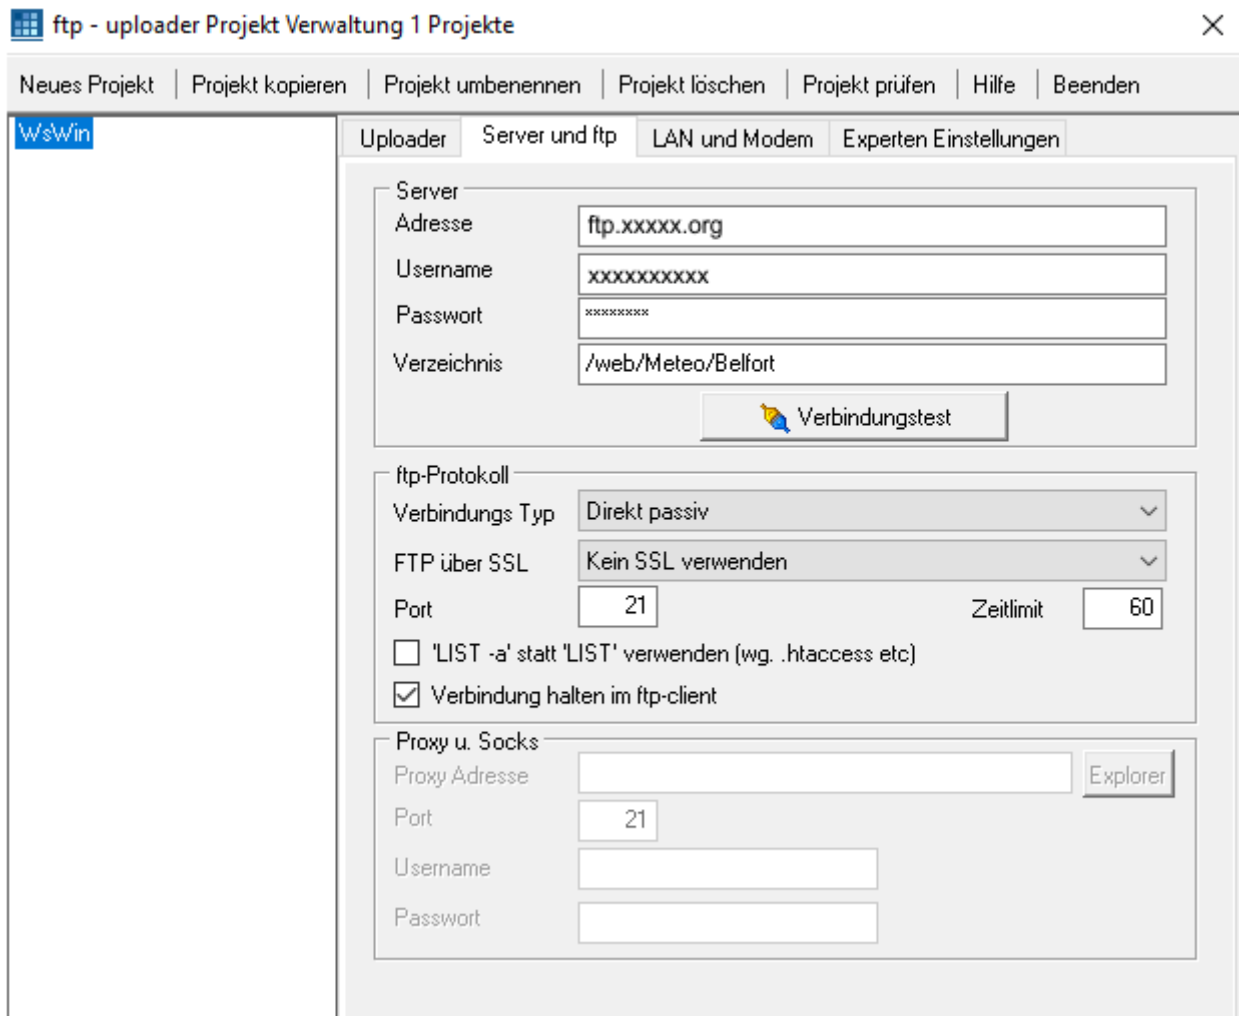 ftp - uploader Projekt Verwaltung 1 Projekte
Neues Projekt Projekt kopieren Projekt umbenennen Projekt löschen Projekt prüfen Hilfe Beenden
WsWin
Uploader Server und ftp LAN und Modem Experten Einstellungen
Server
Adresse ftp.xxxxx.org
Username xxxxxxxxxx
Passwort ********
Verzeichnis /web/Meteo/Belfort
Verbindungstest
ftp-Protokoll
Verbindungs Typ Direkt passiv
FTP über SSL Kein SSL verwenden
Port 21 Zeitlimit 60
'LIST -a' statt 'LIST' verwenden (wg. .htaccess etc)
Verbindung halten im ftp-client
Proxy u. Socks
Proxy Adresse Explorer
Port 21
Username
Passwort